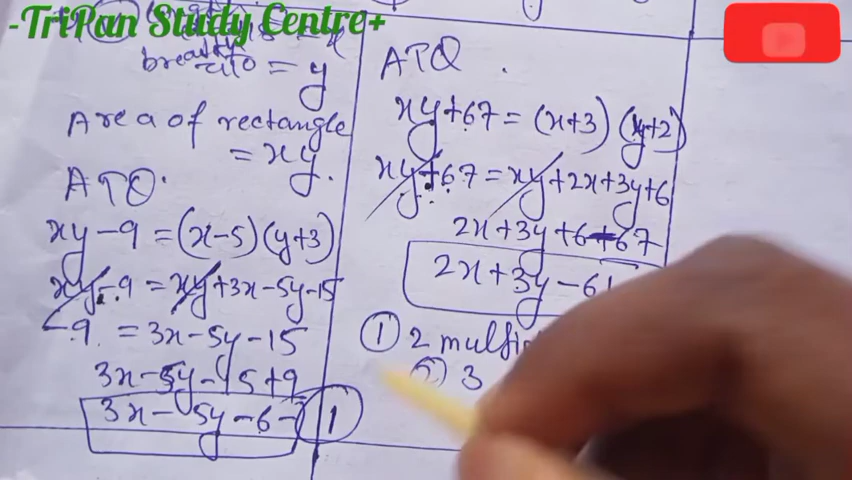 -TriPan Study Centre+
breadth = y
Area of rectangle
= xy.
ATQ.
xy-9 = (x-5) (y+3)
xy-9 = xy+3x-5y-15
-9 = 3x-5y-15
3x-5y-15+9
3x-5y-6- 1
ATQ.
xy+67 = (x+3) (y+2)
xy+67 = xy+2x+3y+6
2x+3y+6-67
2x+3y-61
① 2
② 3